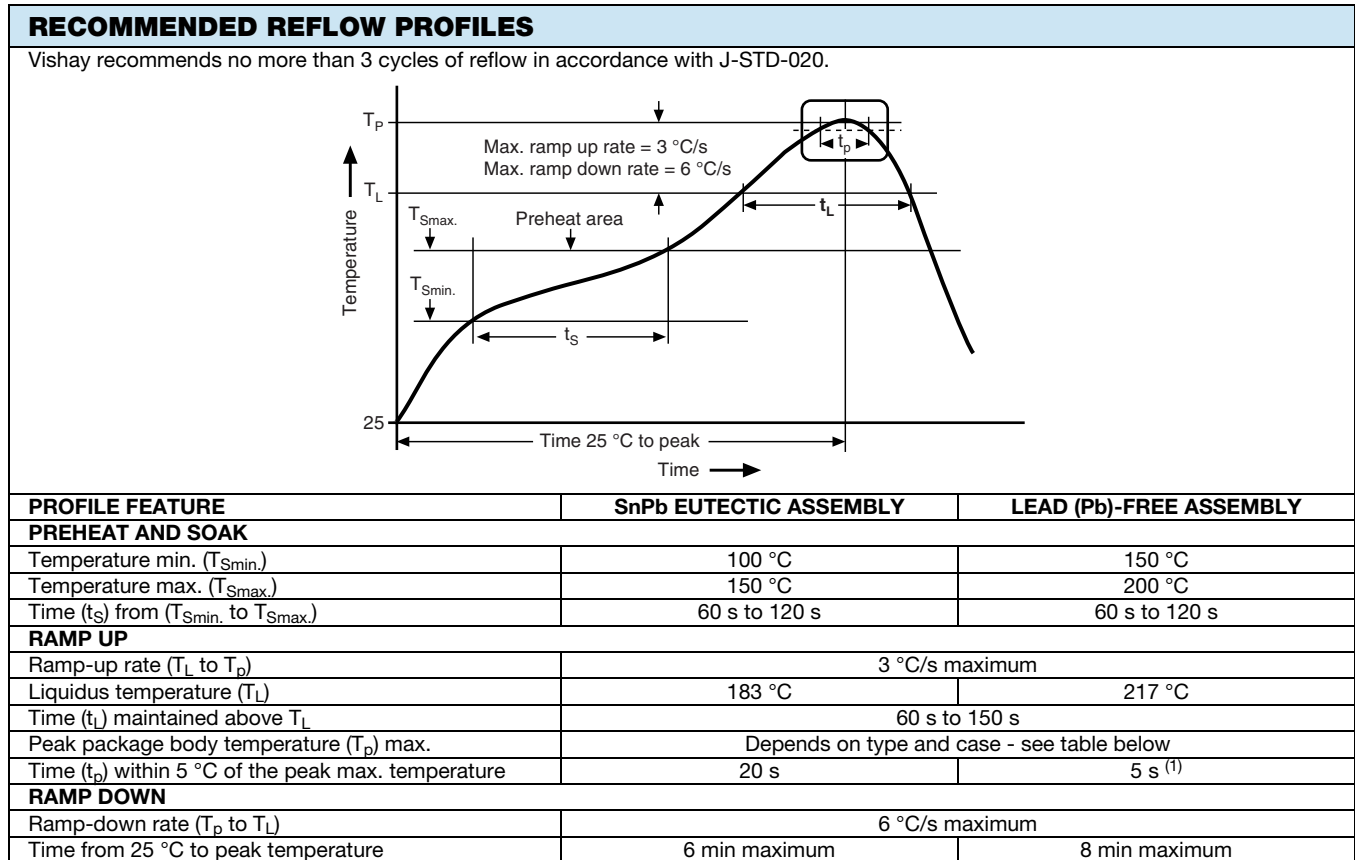 RECOMMENDED REFLOW PROFILES
Vishay recommends no more than 3 cycles of reflow in accordance with J-STD-020.
TP
Max. ramp up rate = 3 °C/s
Max. ramp down rate = 6 °C/s
tp
TL
tL
TSmax.
Preheat area
TSmin.
tS
Temperature
25
Time 25 °C to peak
Time
PROFILE FEATURE SnPb EUTECTIC ASSEMBLY LEAD (Pb)-FREE ASSEMBLY
PREHEAT AND SOAK
Temperature min. (TSmin.) 100 °C 150 °C
Temperature max. (TSmax.) 150 °C 200 °C
Time (tS) from (TSmin. to TSmax.) 60 s to 120 s 60 s to 120 s
RAMP UP
Ramp-up rate (TL to Tp) 3 °C/s maximum
Liquidus temperature (TL) 183 °C 217 °C
Time (tL) maintained above TL 60 s to 150 s
Peak package body temperature (Tp) max. Depends on type and case - see table below
Time (tp) within 5 °C of the peak max. temperature 20 s 5 s (1)
RAMP DOWN
Ramp-down rate (Tp to TL) 6 °C/s maximum
Time from 25 °C to peak temperature 6 min maximum 8 min maximum